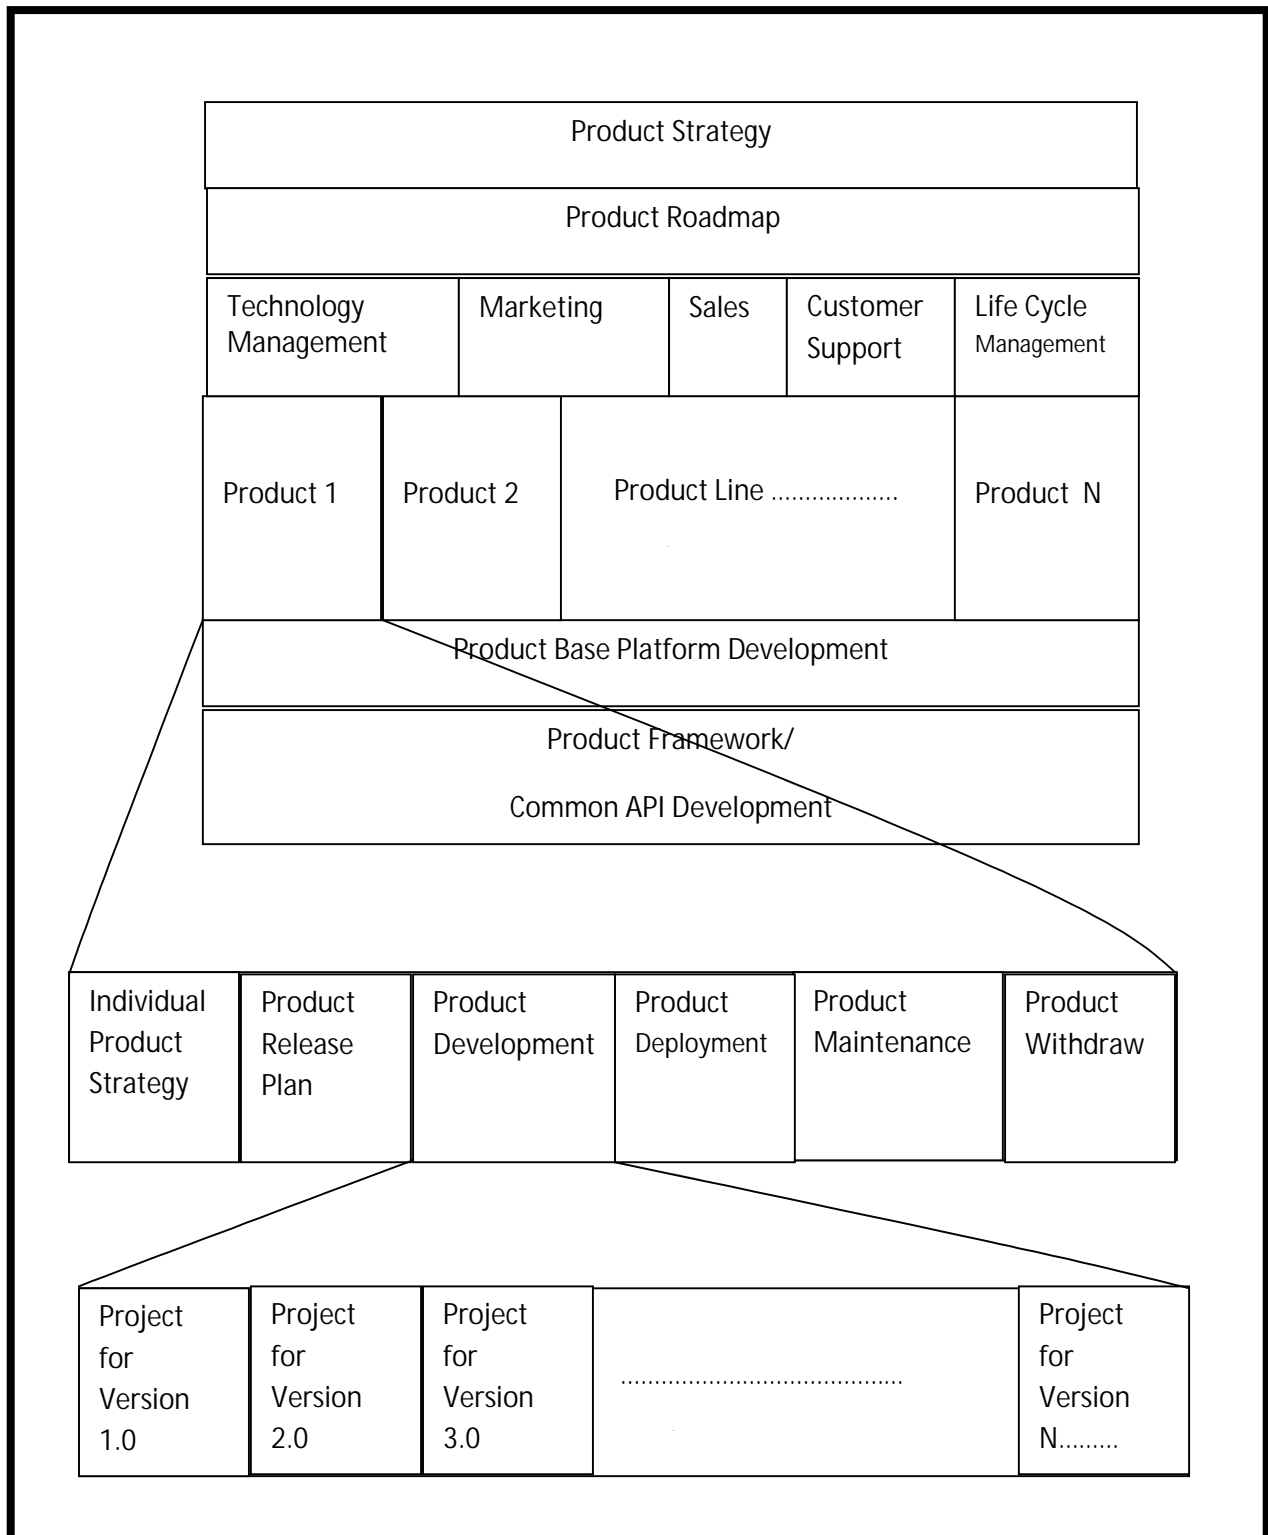 Product Strategy
Product Roadmap
Technology
Management
Marketing
Sales
Customer
Support
Life Cycle
Management
Product 1
Product 2
Product Line ...................
Product  N
Product Base Platform Development
Product Framework/
Common API Development
Individual
Product
Strategy
Product
Release
Plan
Product
Development
Product
Deployment
Product
Maintenance
Product
Withdraw
Project
for
Version
1.0
Project
for
Version
2.0
Project
for
Version
3.0
..........................................
Project
for
Version
N.........